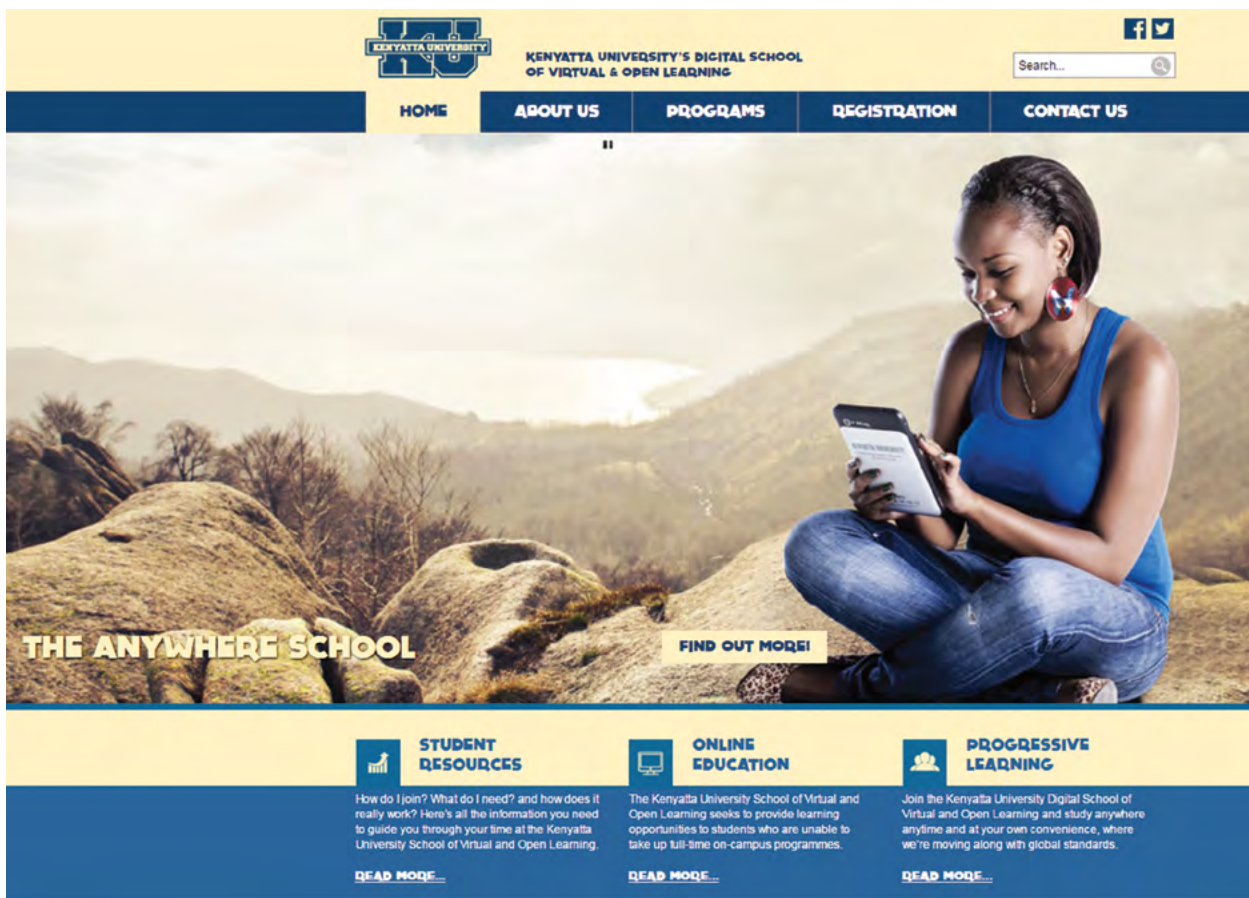 KENYATTA UNIVERSITY
KENYATTA UNIVERSITY'S DIGITAL SCHOOL
OF VIRTUAL & OPEN LEARNING
Search...
HOME
ABOUT US
PROGRAMS
REGISTRATION
CONTACT US
KENYATTA UNIVERSITY
THE ANYWHERE SCHOOL
FIND OUT MORE!
STUDENT
RESOURCES
How do I join? What do I need? and how does it
really work? Here's all the information you need
to guide you through your time at the Kenyatta
University School of Virtual and Open Learning.
READ MORE...
ONLINE
EDUCATION
The Kenyatta University School of Virtual and
Open Learning seeks to provide learning
opportunities to students who are unable to
take up full-time on-campus programmes.
READ MORE...
PROGRESSIVE
LEARNING
Join the Kenyatta University Digital School of
Virtual and Open Learning and study anywhere
anytime and at your own convenience, where
we're moving along with global standards.
READ MORE...